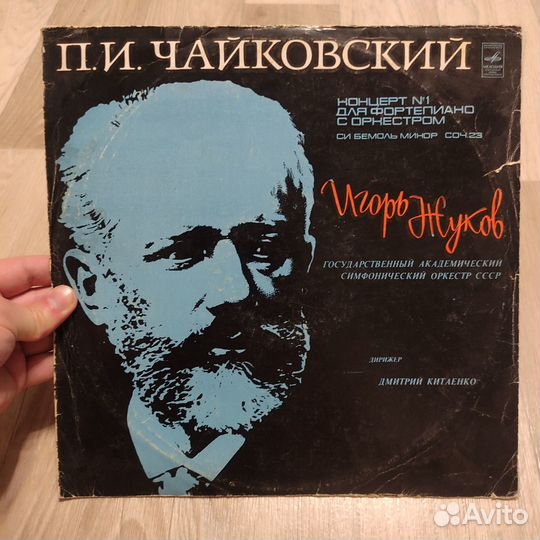 П.И. ЧАЙКОВСКИЙ
МЕЛОДИЯ
КОНЦЕРТ №1
ДЛЯ ФОРТЕПИАНО
С ОРКЕСТРОМ
СИ БЕМОЛЬ МИНОР СОЧ.23
Игорь Жуков
ГОСУДАРСТВЕННЫЙ АКАДЕМИЧЕСКИЙ
СИМФОНИЧЕСКИЙ ОРКЕСТР СССР
ДИРИЖЕР
ДМИТРИЙ КИТАЕНКО
Avito